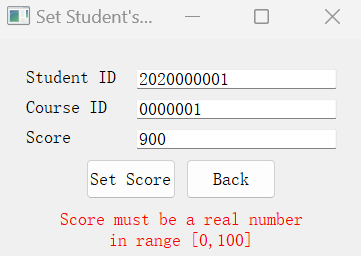 Set Student's...
Student ID 2020000001
Course ID 0000001
Score 900
Set Score Back
Score must be a real number
in range [0,100]